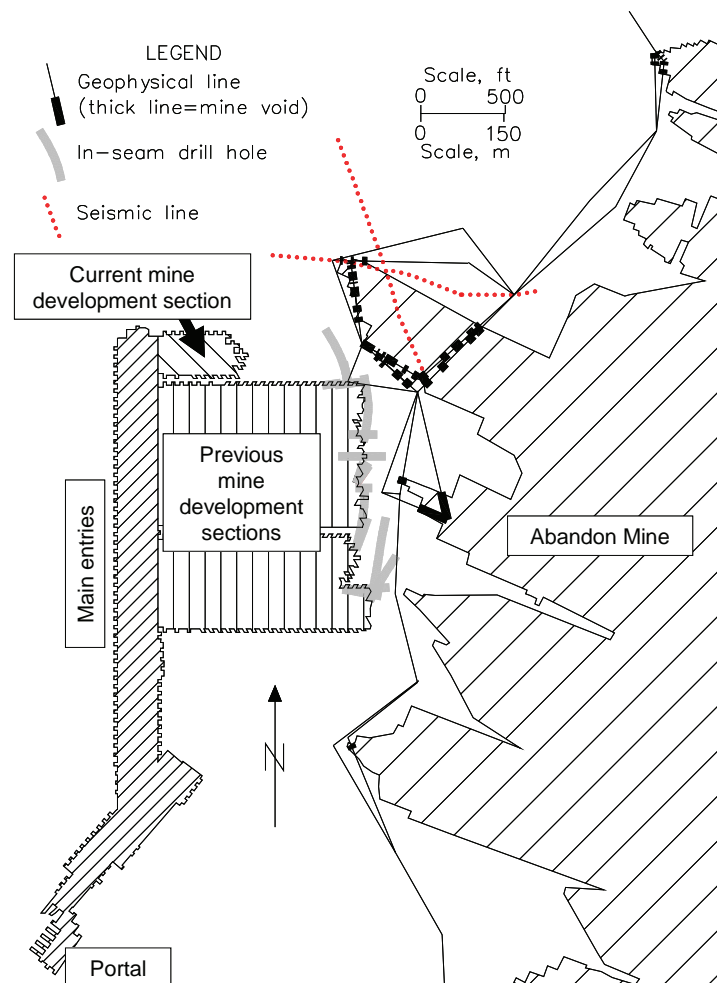 LEGEND
Geophysical line
(thick line=mine void)
In-seam drill hole
Seismic line
Scale, ft
0 500
0 150
Scale, m
Current mine
development section
Previous
mine
development
sections
Main entries
Abandon Mine
N
Portal